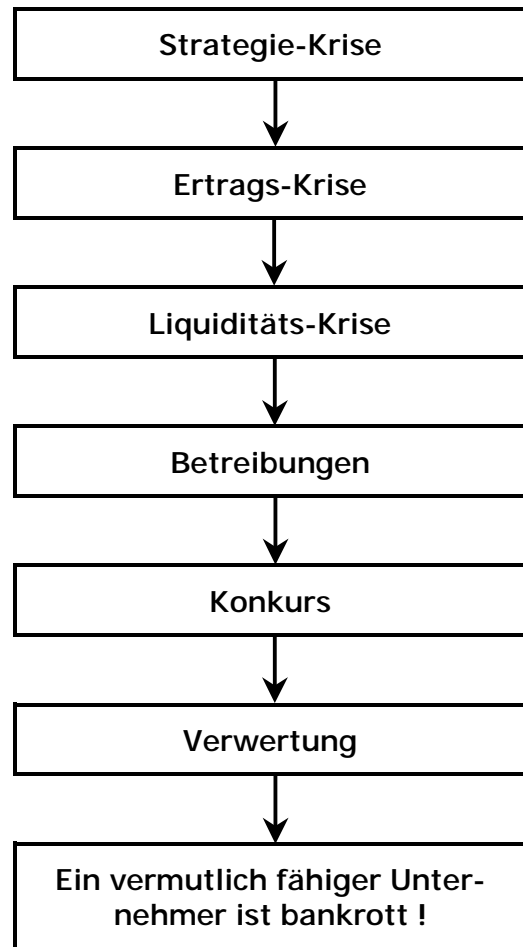 Strategie-Krise
Ertrags-Krise
Liquiditäts-Krise
Betreibungen
Konkurs
Verwertung
Ein vermutlich fähiger Unter-
nehmer ist bankrott !